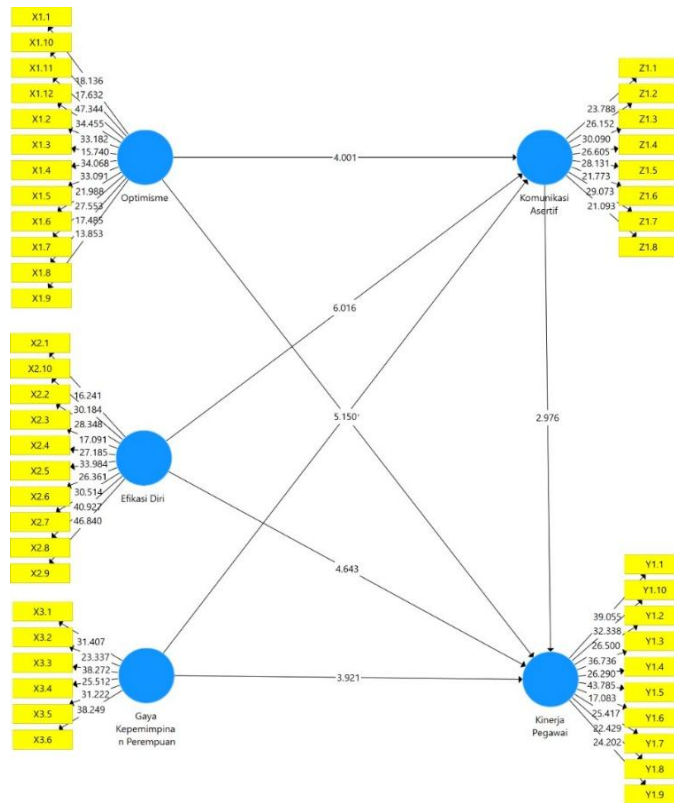 X1.1
X1.10
X1.11
X1.12
X1.2
X1.3
X1.4
X1.5
X1.6
X1.7
X1.8
X1.9
18.136
17.632
47.344
34.455
33.182
15.740
34.068
33.091
21.988
27.553
17.485
13.853
Optimisme
4.001
Z1.1
Z1.2
Z1.3
Z1.4
Z1.5
Z1.6
Z1.7
Z1.8
23.788
26.152
30.090
26.605
28.131
21.773
29.073
21.093
Komunikasi
Asertif
6.016
5.150
2.976
X2.1
X2.10
X2.2
X2.3
X2.4
X2.5
X2.6
X2.7
X2.8
X2.9
16.241
30.184
28.348
17.091
27.185
33.984
26.361
30.514
40.927
46.840
Efikasi Diri
4.643
X3.1
X3.2
X3.3
X3.4
X3.5
X3.6
31.407
23.337
38.272
25.512
31.222
38.249
Gaya
Kepemimpina
n Perempuan
3.921
Y1.1
Y1.10
Y1.2
Y1.3
Y1.4
Y1.5
Y1.6
Y1.7
Y1.8
Y1.9
39.055
32.338
26.500
36.736
26.290
43.785
17.083
25.417
22.429
24.202
Kinerja
Pegawai